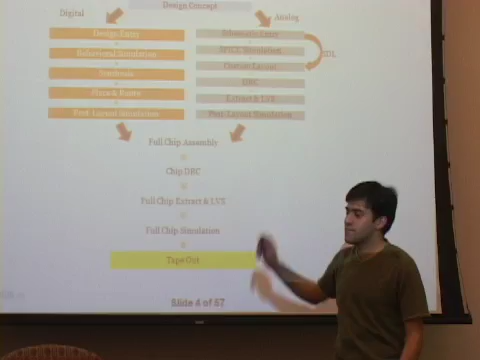 Design Concept
Digital
Analog
Design Entry
Behavioral Simulation
Synthesis
Place & Route
Post-Layout Simulation
Schematic Entry
SPICE Simulation
Custom Layout
DRC
Extract & LVS
Post-Layout Simulation
SDL
Full Chip Assembly
Chip DRC
Full Chip Extract & LVS
Full Chip Simulation
Tape Out
Slide 4 of 57